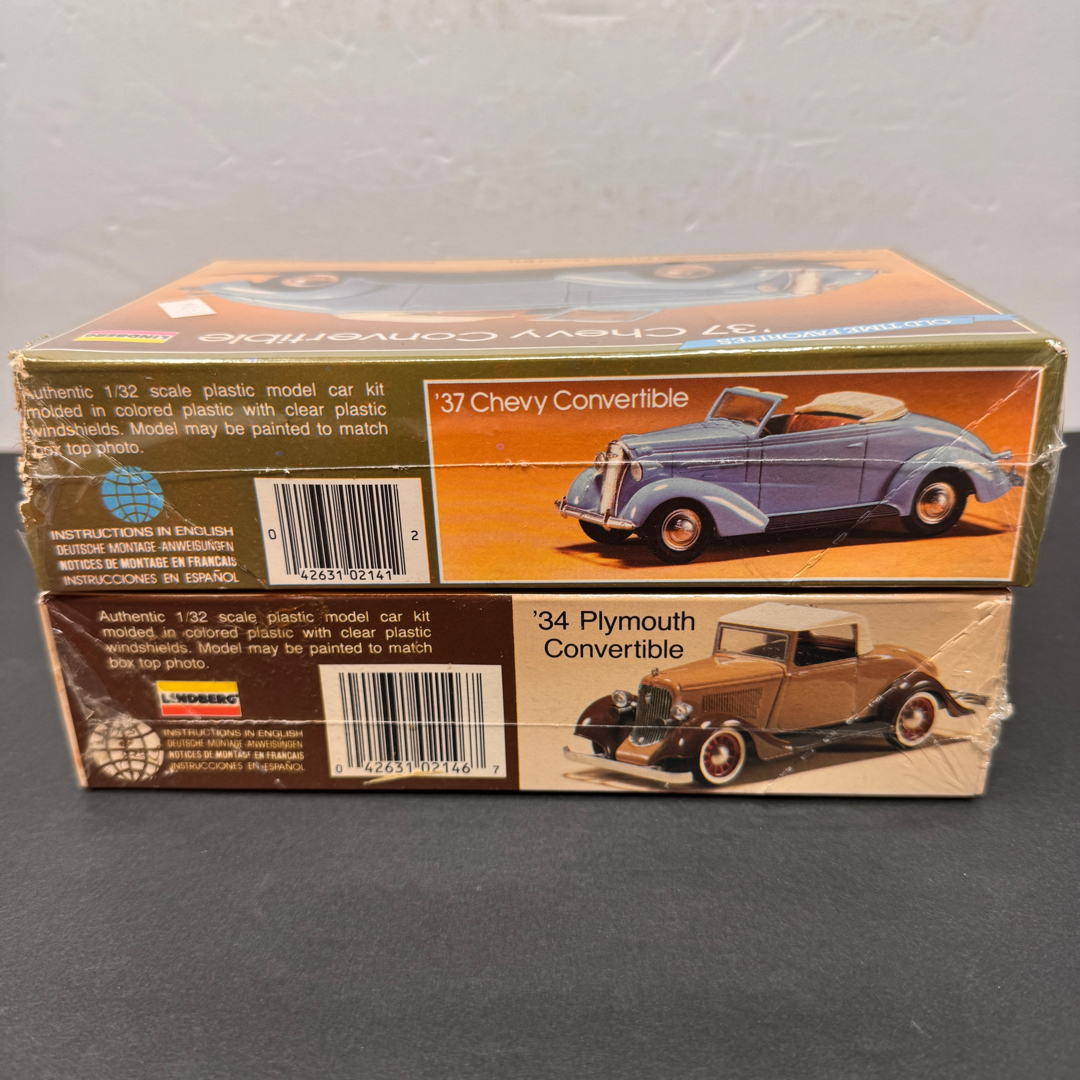 LINDBERG
'37 Chevy Convertible
OLD TIME FAVORITES
Authentic 1/32 scale plastic model car kit
molded in colored plastic with clear plastic
windshields. Model may be painted to match
box top photo.
INSTRUCTIONS IN ENGLISH
DEUTSCHE MONTAGE-ANWEISUNGEN
NOTICES DE MONTAGE EN FRANCAIS
INSTRUCCIONES EN ESPAÑOL
0 42631 02141 2
'37 Chevy Convertible
Authentic 1/32 scale plastic model car kit
molded in colored plastic with clear plastic
windshields. Model may be painted to match
box top photo.
LINDBERG
INSTRUCTIONS IN ENGLISH
DEUTSCHE MONTAGE-ANWEISUNGEN
NOTICES DE MONTAGE EN FRANCAIS
INSTRUCCIONES EN ESPAÑOL
0 42631 02146 7
'34 Plymouth
Convertible